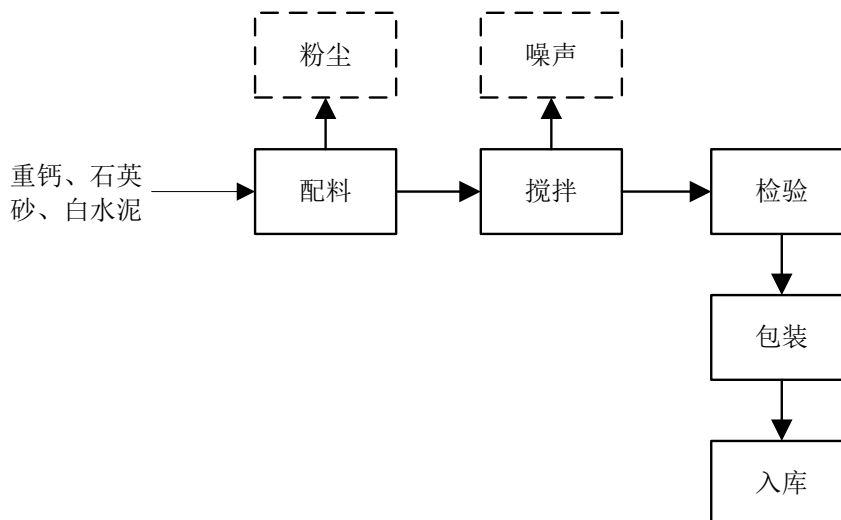 粉尘
噪声
重钙、石英
砂、白水泥
配料
搅拌
检验
包装
入库